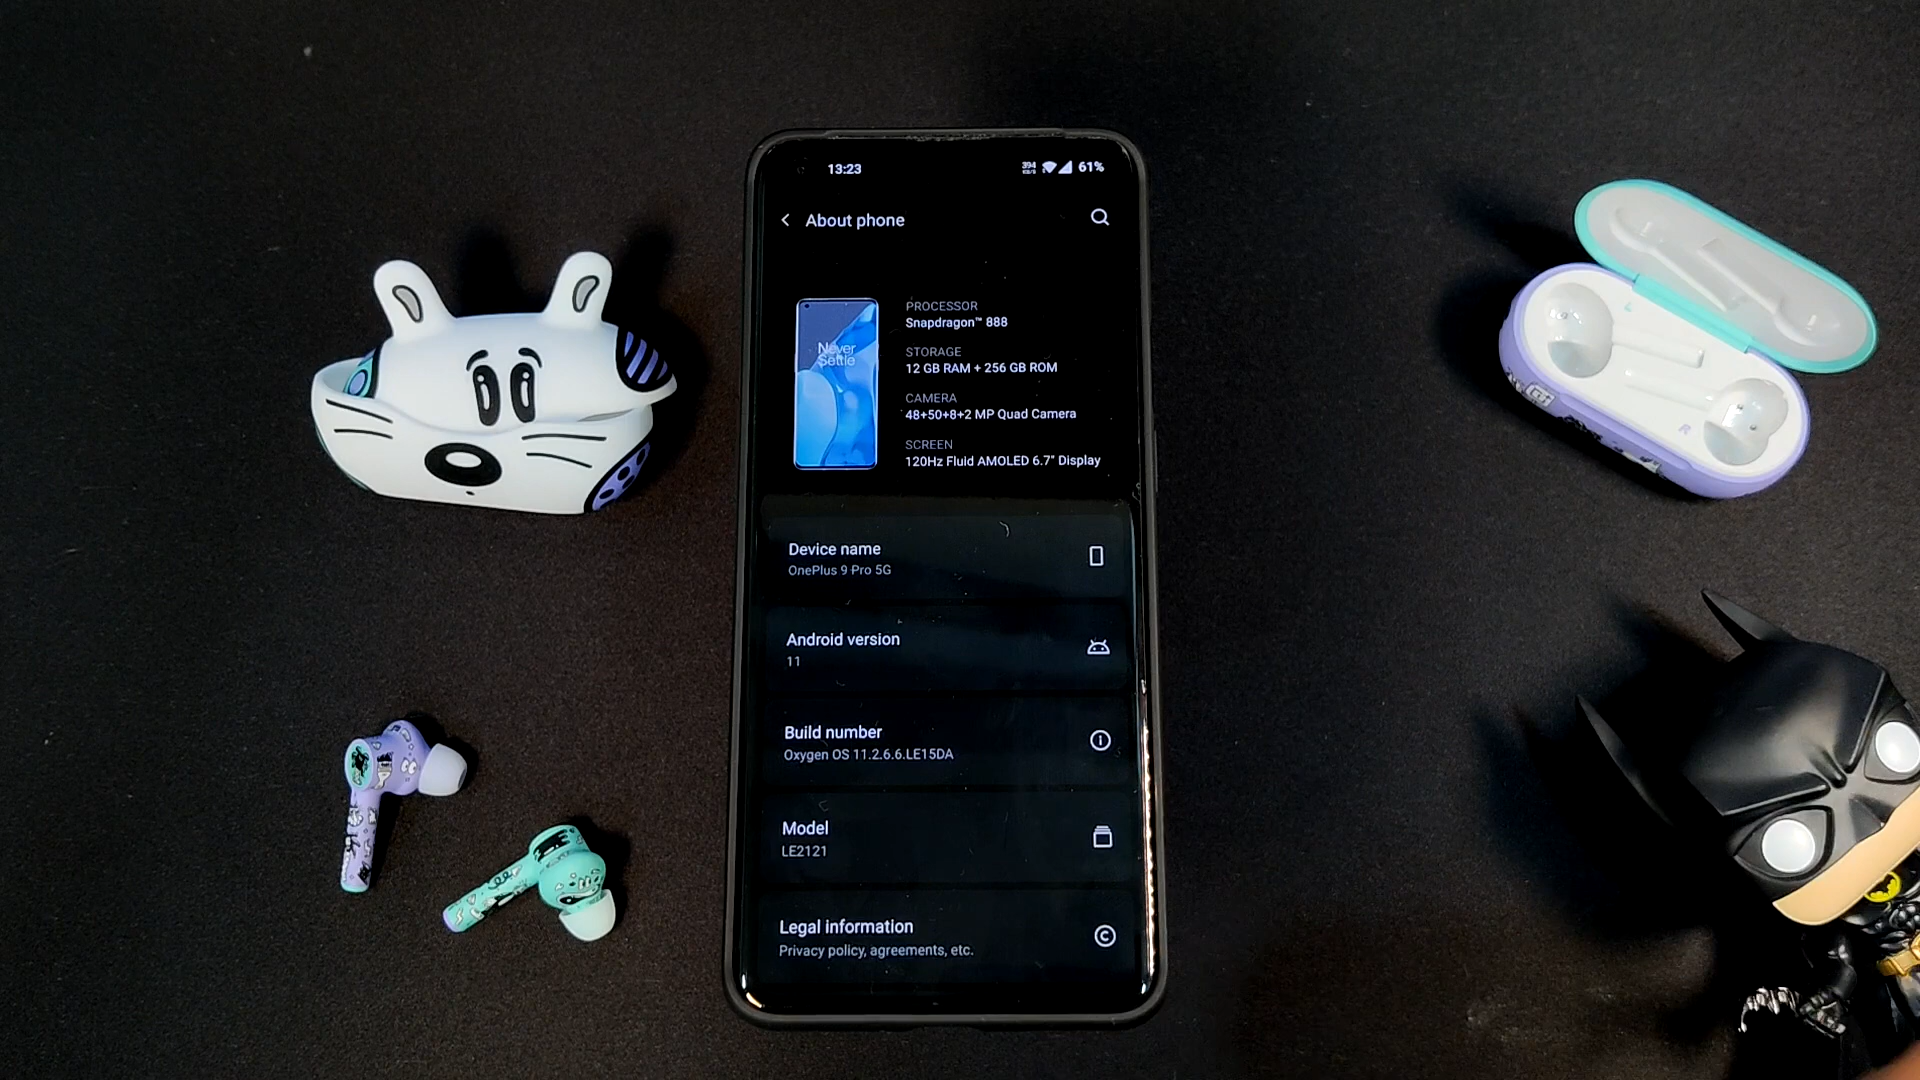 13:23
394
KB/S
61%
About phone
Never
Settle
PROCESSOR
Snapdragon™ 888
STORAGE
12 GB RAM + 256 GB ROM
CAMERA
48+50+8+2 MP Quad Camera
SCREEN
120Hz Fluid AMOLED 6.7" Display
Device name
OnePlus 9 Pro 5G
Android version
11
Build number
Oxygen OS 11.2.6.6.LE15DA
Model
LE2121
Legal information
Privacy policy, agreements, etc.
L
R